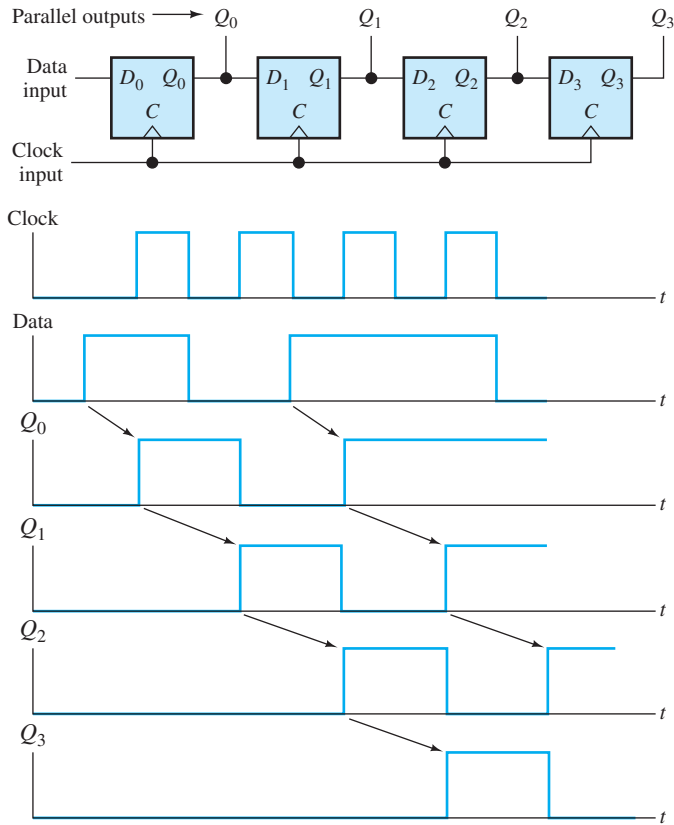 Parallel outputs Q0 Q1 Q2 Q3
Data input
D0 Q0 D1 Q1 D2 Q2 D3 Q3
C C C C
Clock input
Clock
t
Data
t
Q0
t
Q1
t
Q2
t
Q3
t